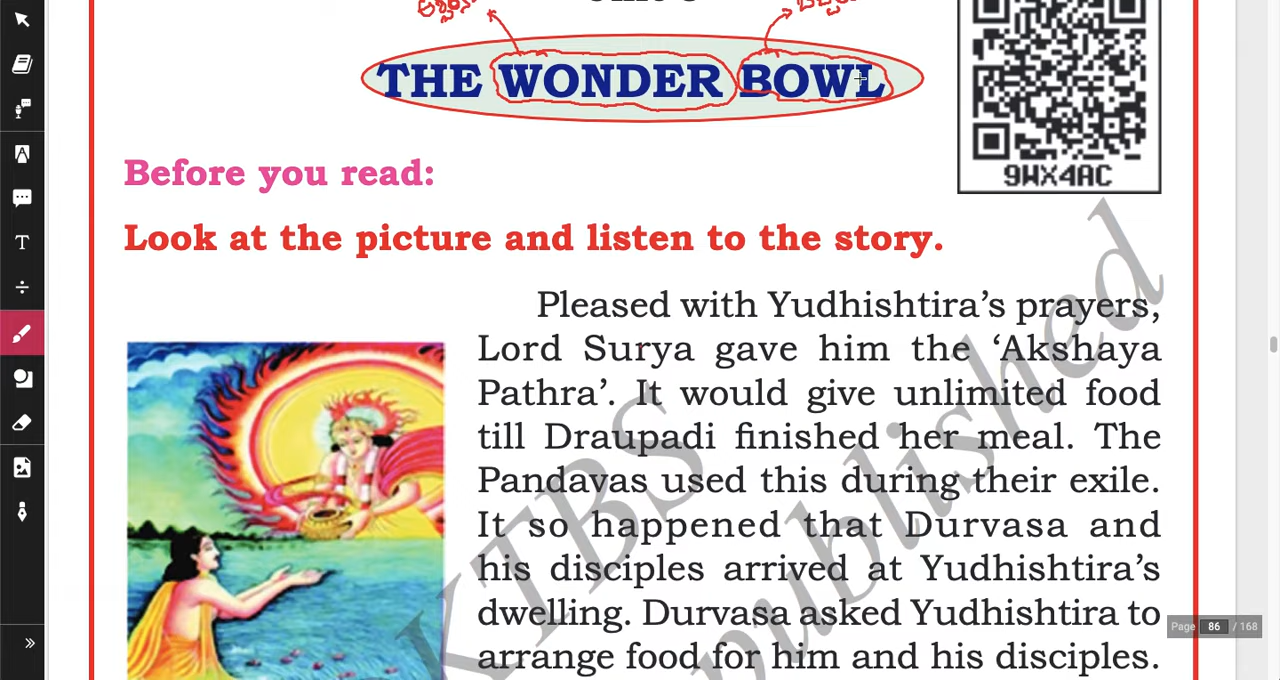 THE WONDER BOWL
9WX4AC
Before you read:
Look at the picture and listen to the story.
Pleased with Yudhishtira's prayers,
Lord Surya gave him the 'Akshaya
Pathra'. It would give unlimited food
till Draupadi finished her meal. The
Pandavas used this during their exile.
It so happened that Durvasa and
his disciples arrived at Yudhishtira's
dwelling. Durvasa asked Yudhishtira to
arrange food for him and his disciples.
KTBS
published
Page 86 / 168